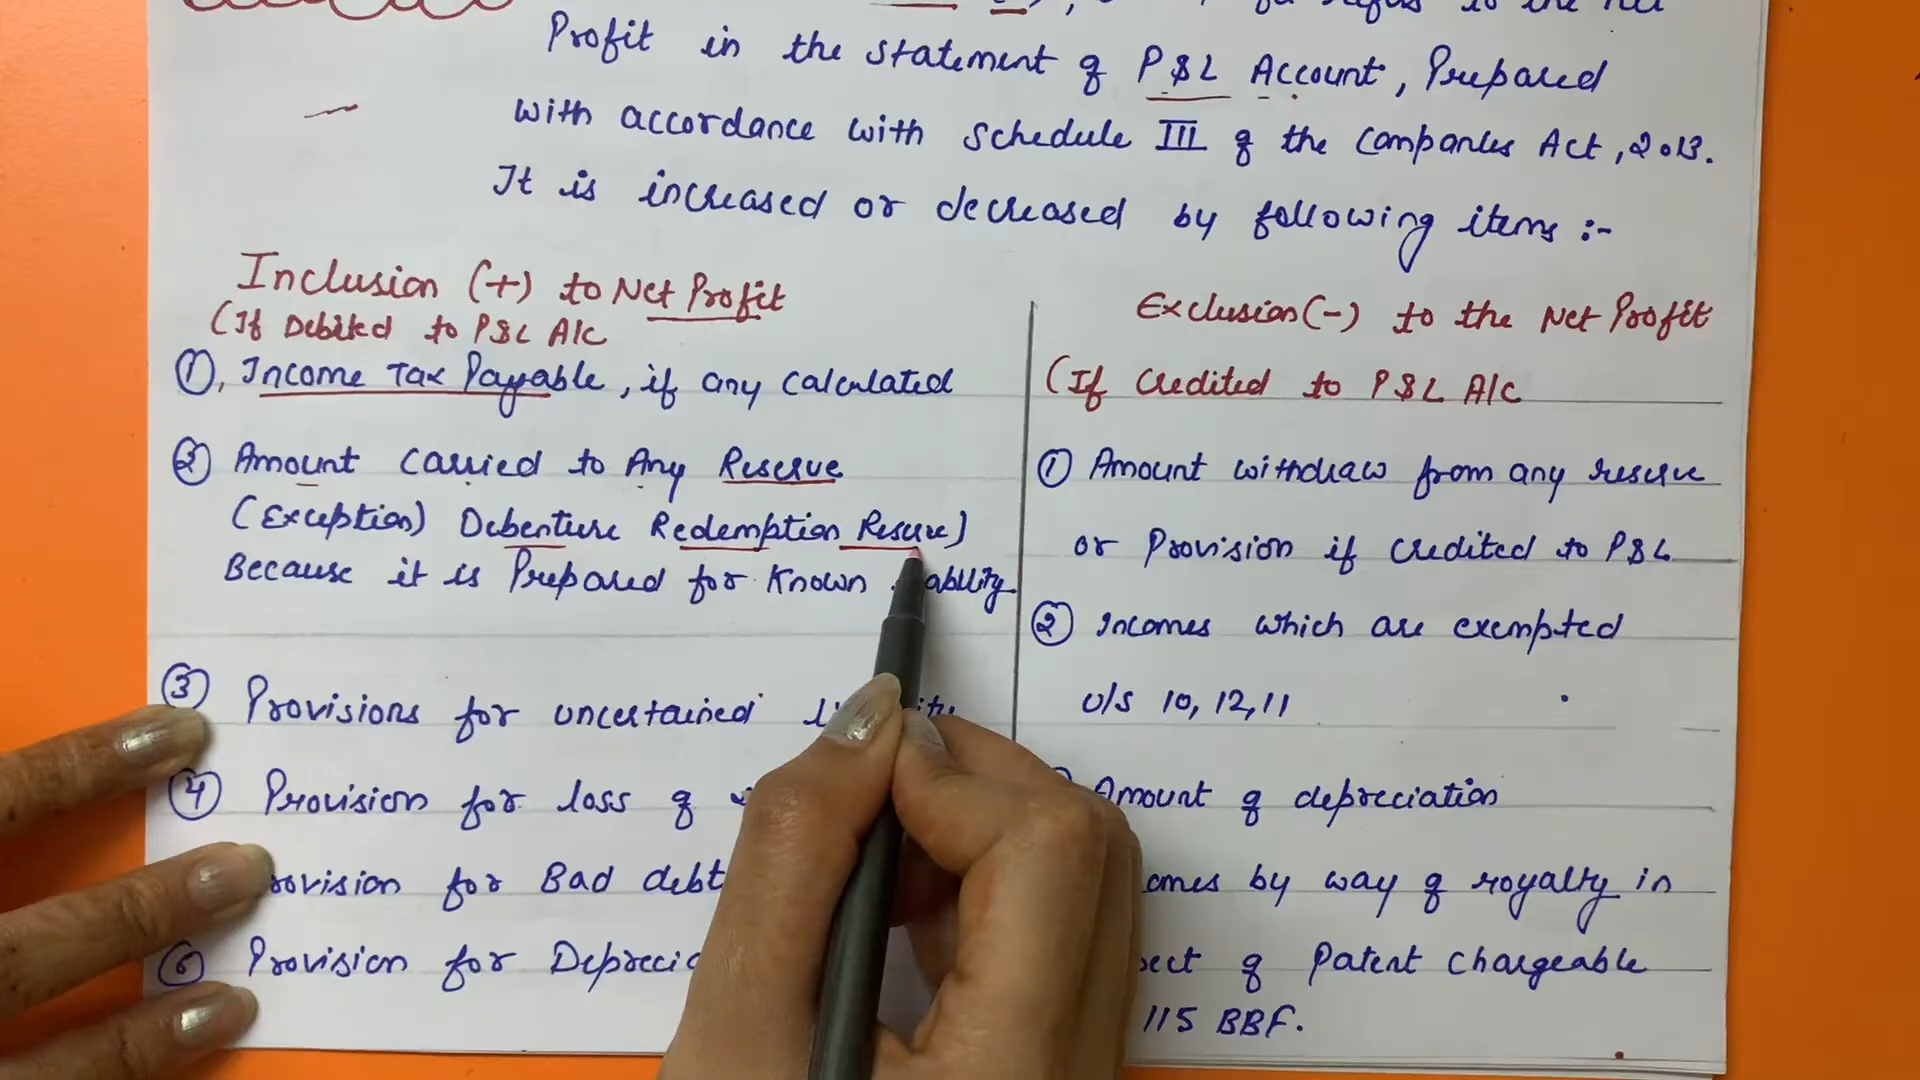 to the net
Profit in the statement of P&L Account, Prepared
with accordance with Schedule III of the Companies Act, 2013.
It is increased or decreased by following items :-
Inclusion (+) to Net Profit
(If Debited to P&L A/c
①, Income Tax Payable, if any calculated
② Amount carried to Any Reserve
(Exception) Debenture Redemption Reserve)
Because it is Prepared for Known
③ Provisions for uncertained
④ Provision for loss of
Provision for Bad debt
⑥ Provision for
Exclusion (-) to the Net Profit
(If credited to P&L A/c
① Amount withdraw from any reserve
or Provision if credited to P&L
② Incomes which are exempted
U/S 10, 12, 11
Amount of depreciation
by way of royalty in
of Patent chargeable
115 BBF.